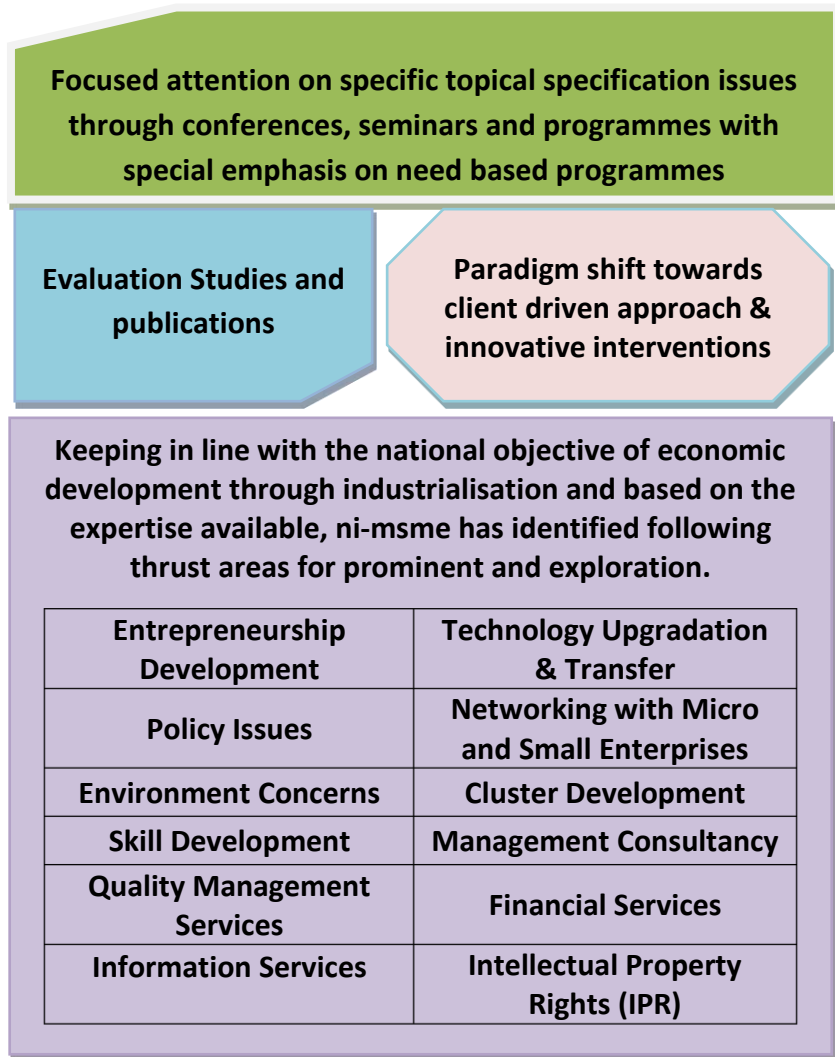 Focused attention on specific topical specification issues
through conferences, seminars and programmes with
special emphasis on need based programmes
Evaluation Studies and
publications
Paradigm shift towards
client driven approach &
innovative interventions
Keeping in line with the national objective of economic
development through industrialisation and based on the
expertise available, ni-msme has identified following
thrust areas for prominent and exploration.
Entrepreneurship
Development
Technology Upgradation
& Transfer
Policy Issues
Networking with Micro
and Small Enterprises
Environment Concerns
Cluster Development
Skill Development
Management Consultancy
Quality Management
Services
Financial Services
Information Services
Intellectual Property
Rights (IPR)